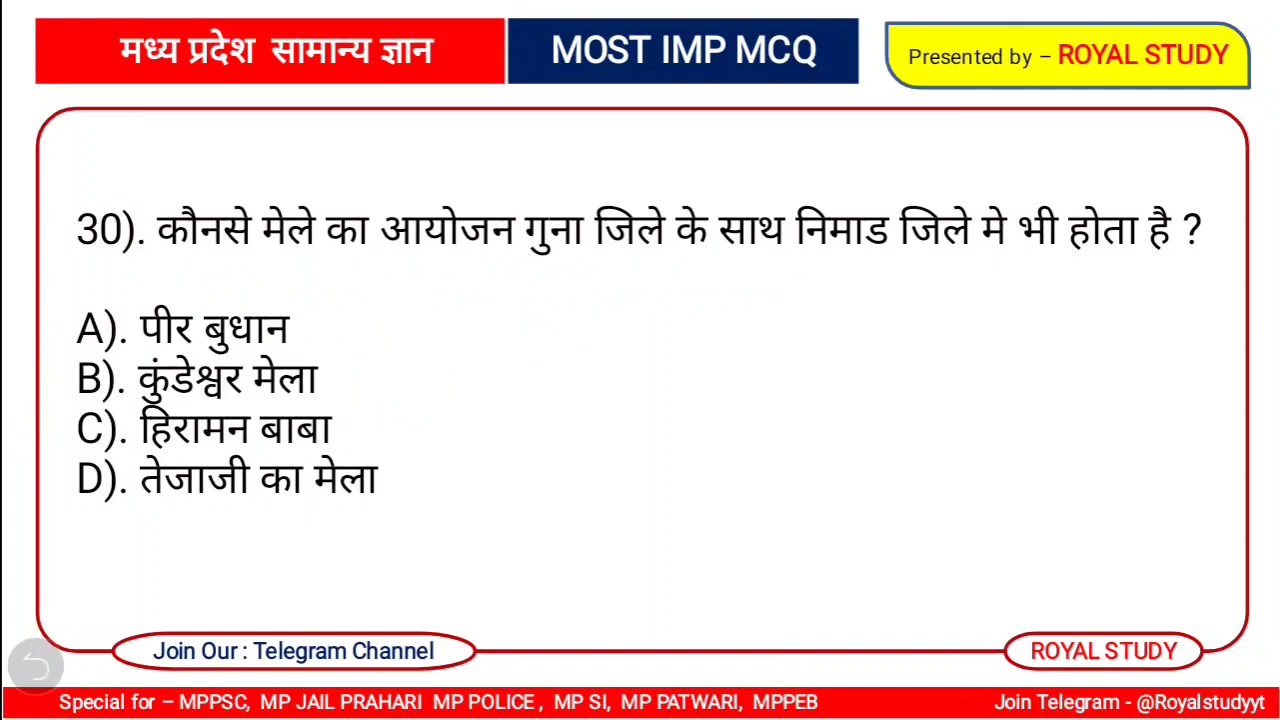 मध्य प्रदेश सामान्य ज्ञान
MOST IMP MCQ
Presented by – ROYAL STUDY
30). कौनसे मेले का आयोजन गुना जिले के साथ निमाड जिले मे भी होता है ?
A). पीर बुधान
B). कुंडेश्वर मेला
C). हिरामन बाबा
D). तेजाजी का मेला
Join Our : Telegram Channel
ROYAL STUDY
Special for – MPPSC, MP JAIL PRAHARI MP POLICE , MP SI, MP PATWARI, MPPEB
Join Telegram - @Royalstudyyt